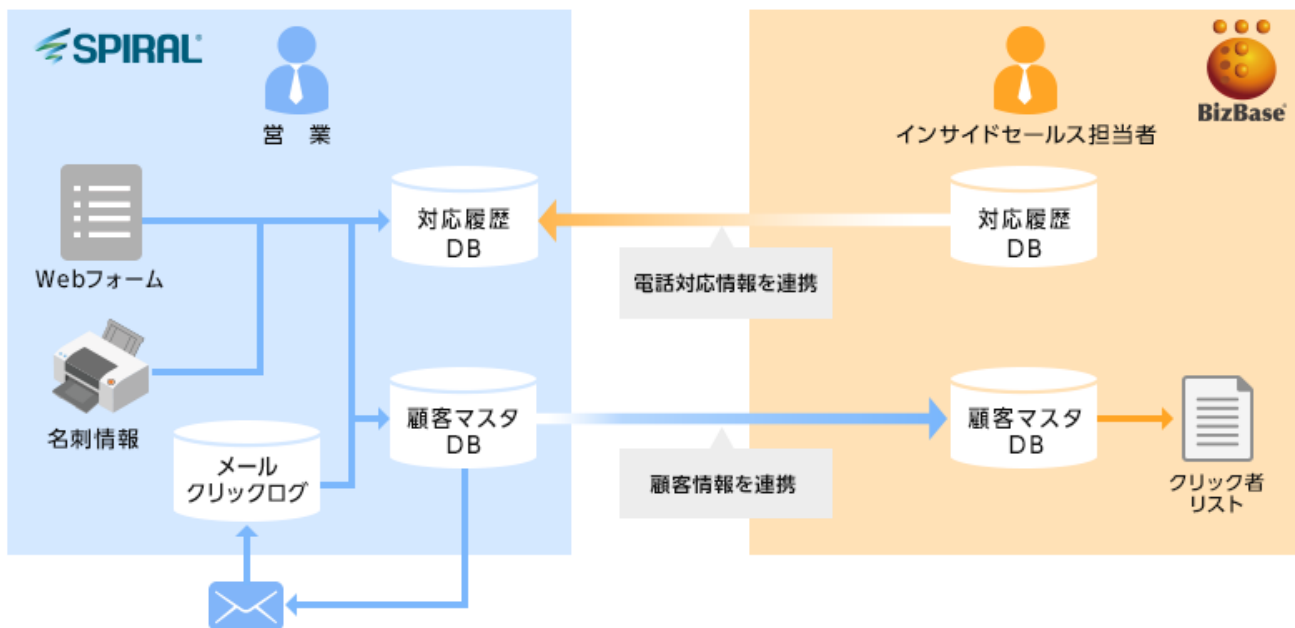 SPIRAL®
営業
Webフォーム
名刺情報
メール
クリックログ
対応履歴
DB
顧客マスタ
DB
電話対応情報を連携
顧客情報を連携
BizBase®
インサイドセールス担当者
対応履歴
DB
顧客マスタ
DB
クリック者
リスト